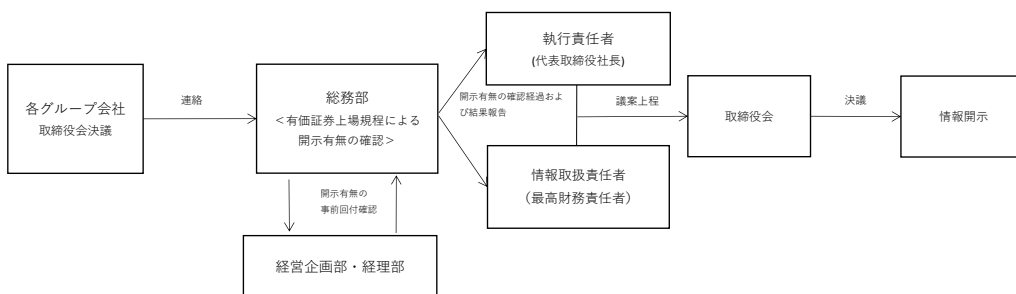 各グループ会社
取締役会決議
連絡
総務部
＜有価証券上場規程による
開示有無の確認＞
開示有無の
事前回付確認
経営企画部・経理部
執行責任者
(代表取締役社長)
開示有無の確認経過およ
び結果報告
情報取扱責任者
（最高財務責任者）
議案上程
取締役会
決議
情報開示